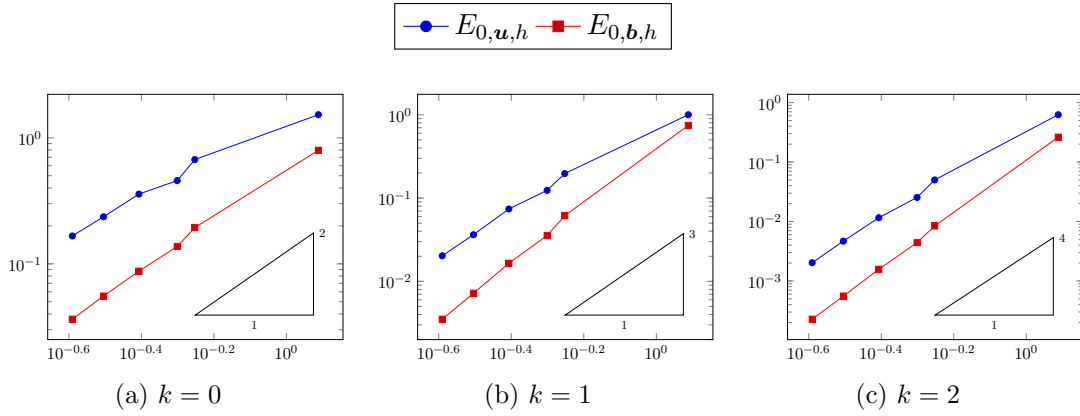 E_{0,u,h} E_{0,b,h}
10^0
10^{-1}
2
1
10^{-0.6} 10^{-0.4} 10^{-0.2} 10^0
(a) k = 0
10^0
10^{-1}
10^{-2}
3
1
10^{-0.6} 10^{-0.4} 10^{-0.2} 10^0
(b) k = 1
10^0
10^{-1}
10^{-2}
10^{-3}
4
1
10^{-0.6} 10^{-0.4} 10^{-0.2} 10^0
(c) k = 2